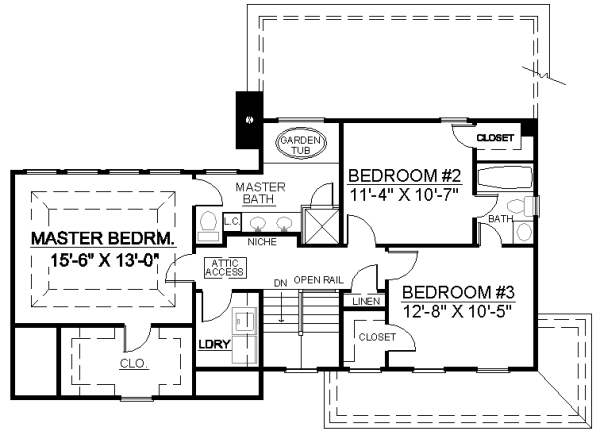 CLOSET
GARDEN
TUB
BEDROOM #2
11'-4" X 10'-7"
MASTER
BATH
L.C
BATH
NICHE
MASTER BEDRM.
15'-6" X 13'-0"
ATTIC
ACCESS
DN
OPEN RAIL
LINEN
BEDROOM #3
12'-8" X 10'-5"
CLOSET
LDRY
CLO.